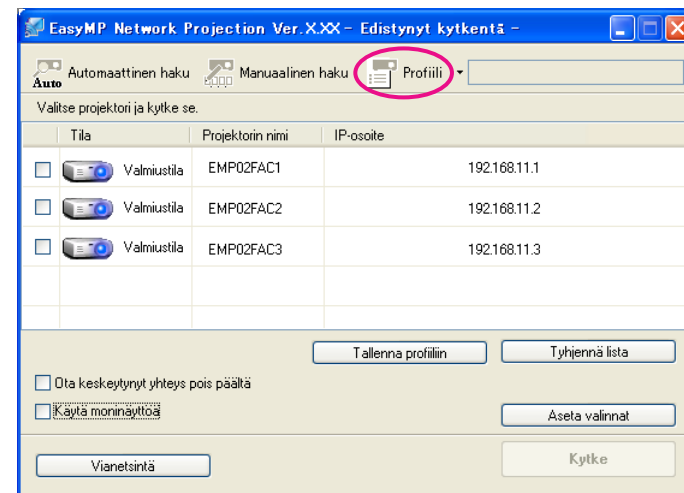 EasyMP Network Projection Ver.X.XX – Edistynyt kytkentä –
Auto Automaattinen haku Manuaalinen haku Profiili
Valitse projektori ja kytke se.
Tila Projektorin nimi IP-osoite
Valmiustila EMP02FAC1 192.168.11.1
Valmiustila EMP02FAC2 192.168.11.2
Valmiustila EMP02FAC3 192.168.11.3
Tallenna profiiliin Tyhjennä lista
Ota keskeytynyt yhteys pois päältä
Käytä moninäyttöä Aseta valinnat
Vianetsintä Kytke